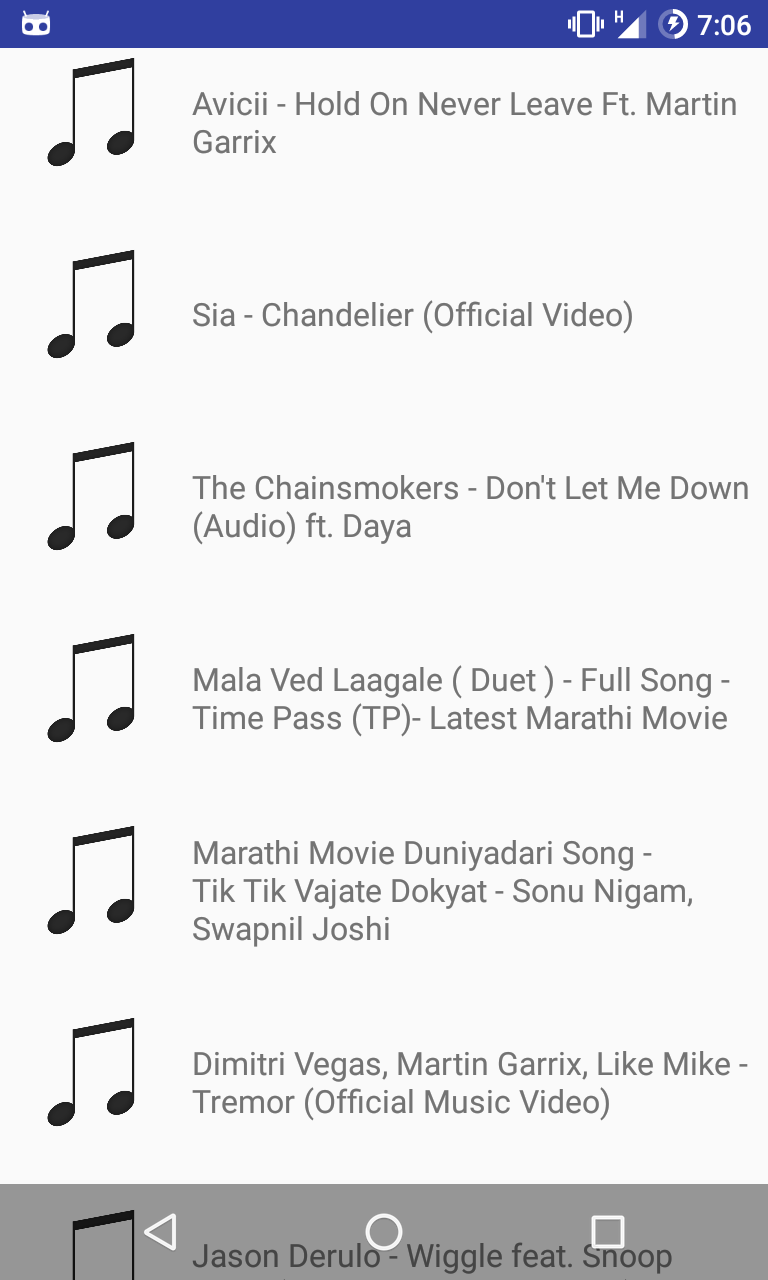 H 7:06
Avicii - Hold On Never Leave Ft. Martin
Garrix
Sia - Chandelier (Official Video)
The Chainsmokers - Don't Let Me Down
(Audio) ft. Daya
Mala Ved Laagale ( Duet ) - Full Song -
Time Pass (TP)- Latest Marathi Movie
Marathi Movie Duniyadari Song -
Tik Tik Vajate Dokyat - Sonu Nigam,
Swapnil Joshi
Dimitri Vegas, Martin Garrix, Like Mike -
Tremor (Official Music Video)
Jason Derulo - Wiggle feat. Snoop